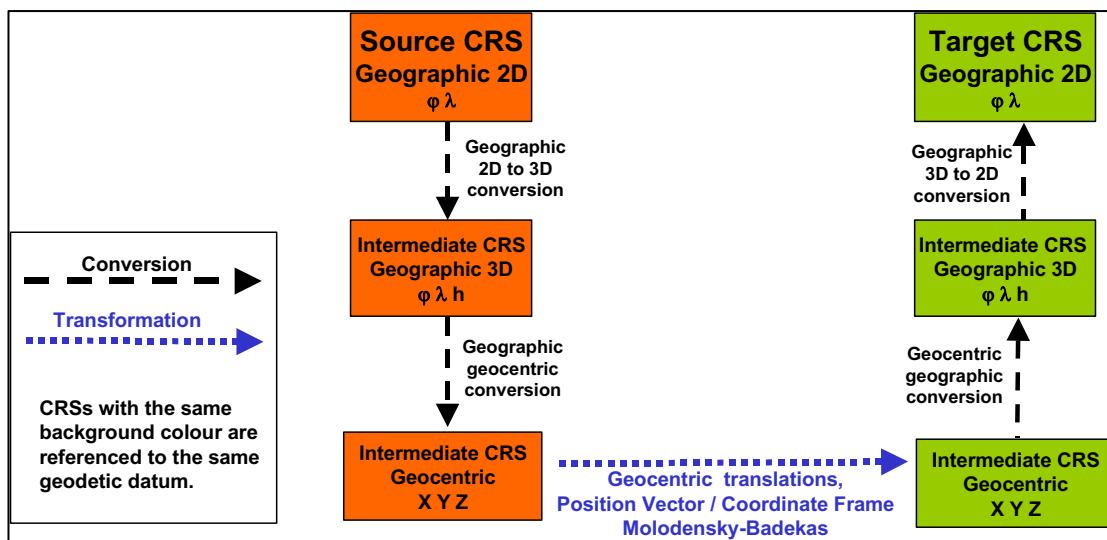 Source CRS
Geographic 2D
φ λ
Geographic
2D to 3D
conversion
Intermediate CRS
Geographic 3D
φ λ h
Geographic
geocentric
conversion
Intermediate CRS
Geocentric
X Y Z
Target CRS
Geographic 2D
φ λ
Geographic
3D to 2D
conversion
Intermediate CRS
Geographic 3D
φ λ h
Geocentric
geographic
conversion
Intermediate CRS
Geocentric
X Y Z
Geocentric translations,
Position Vector / Coordinate Frame
Molodensky-Badekas
Conversion
Transformation
CRSs with the same
background colour are
referenced to the same
geodetic datum.